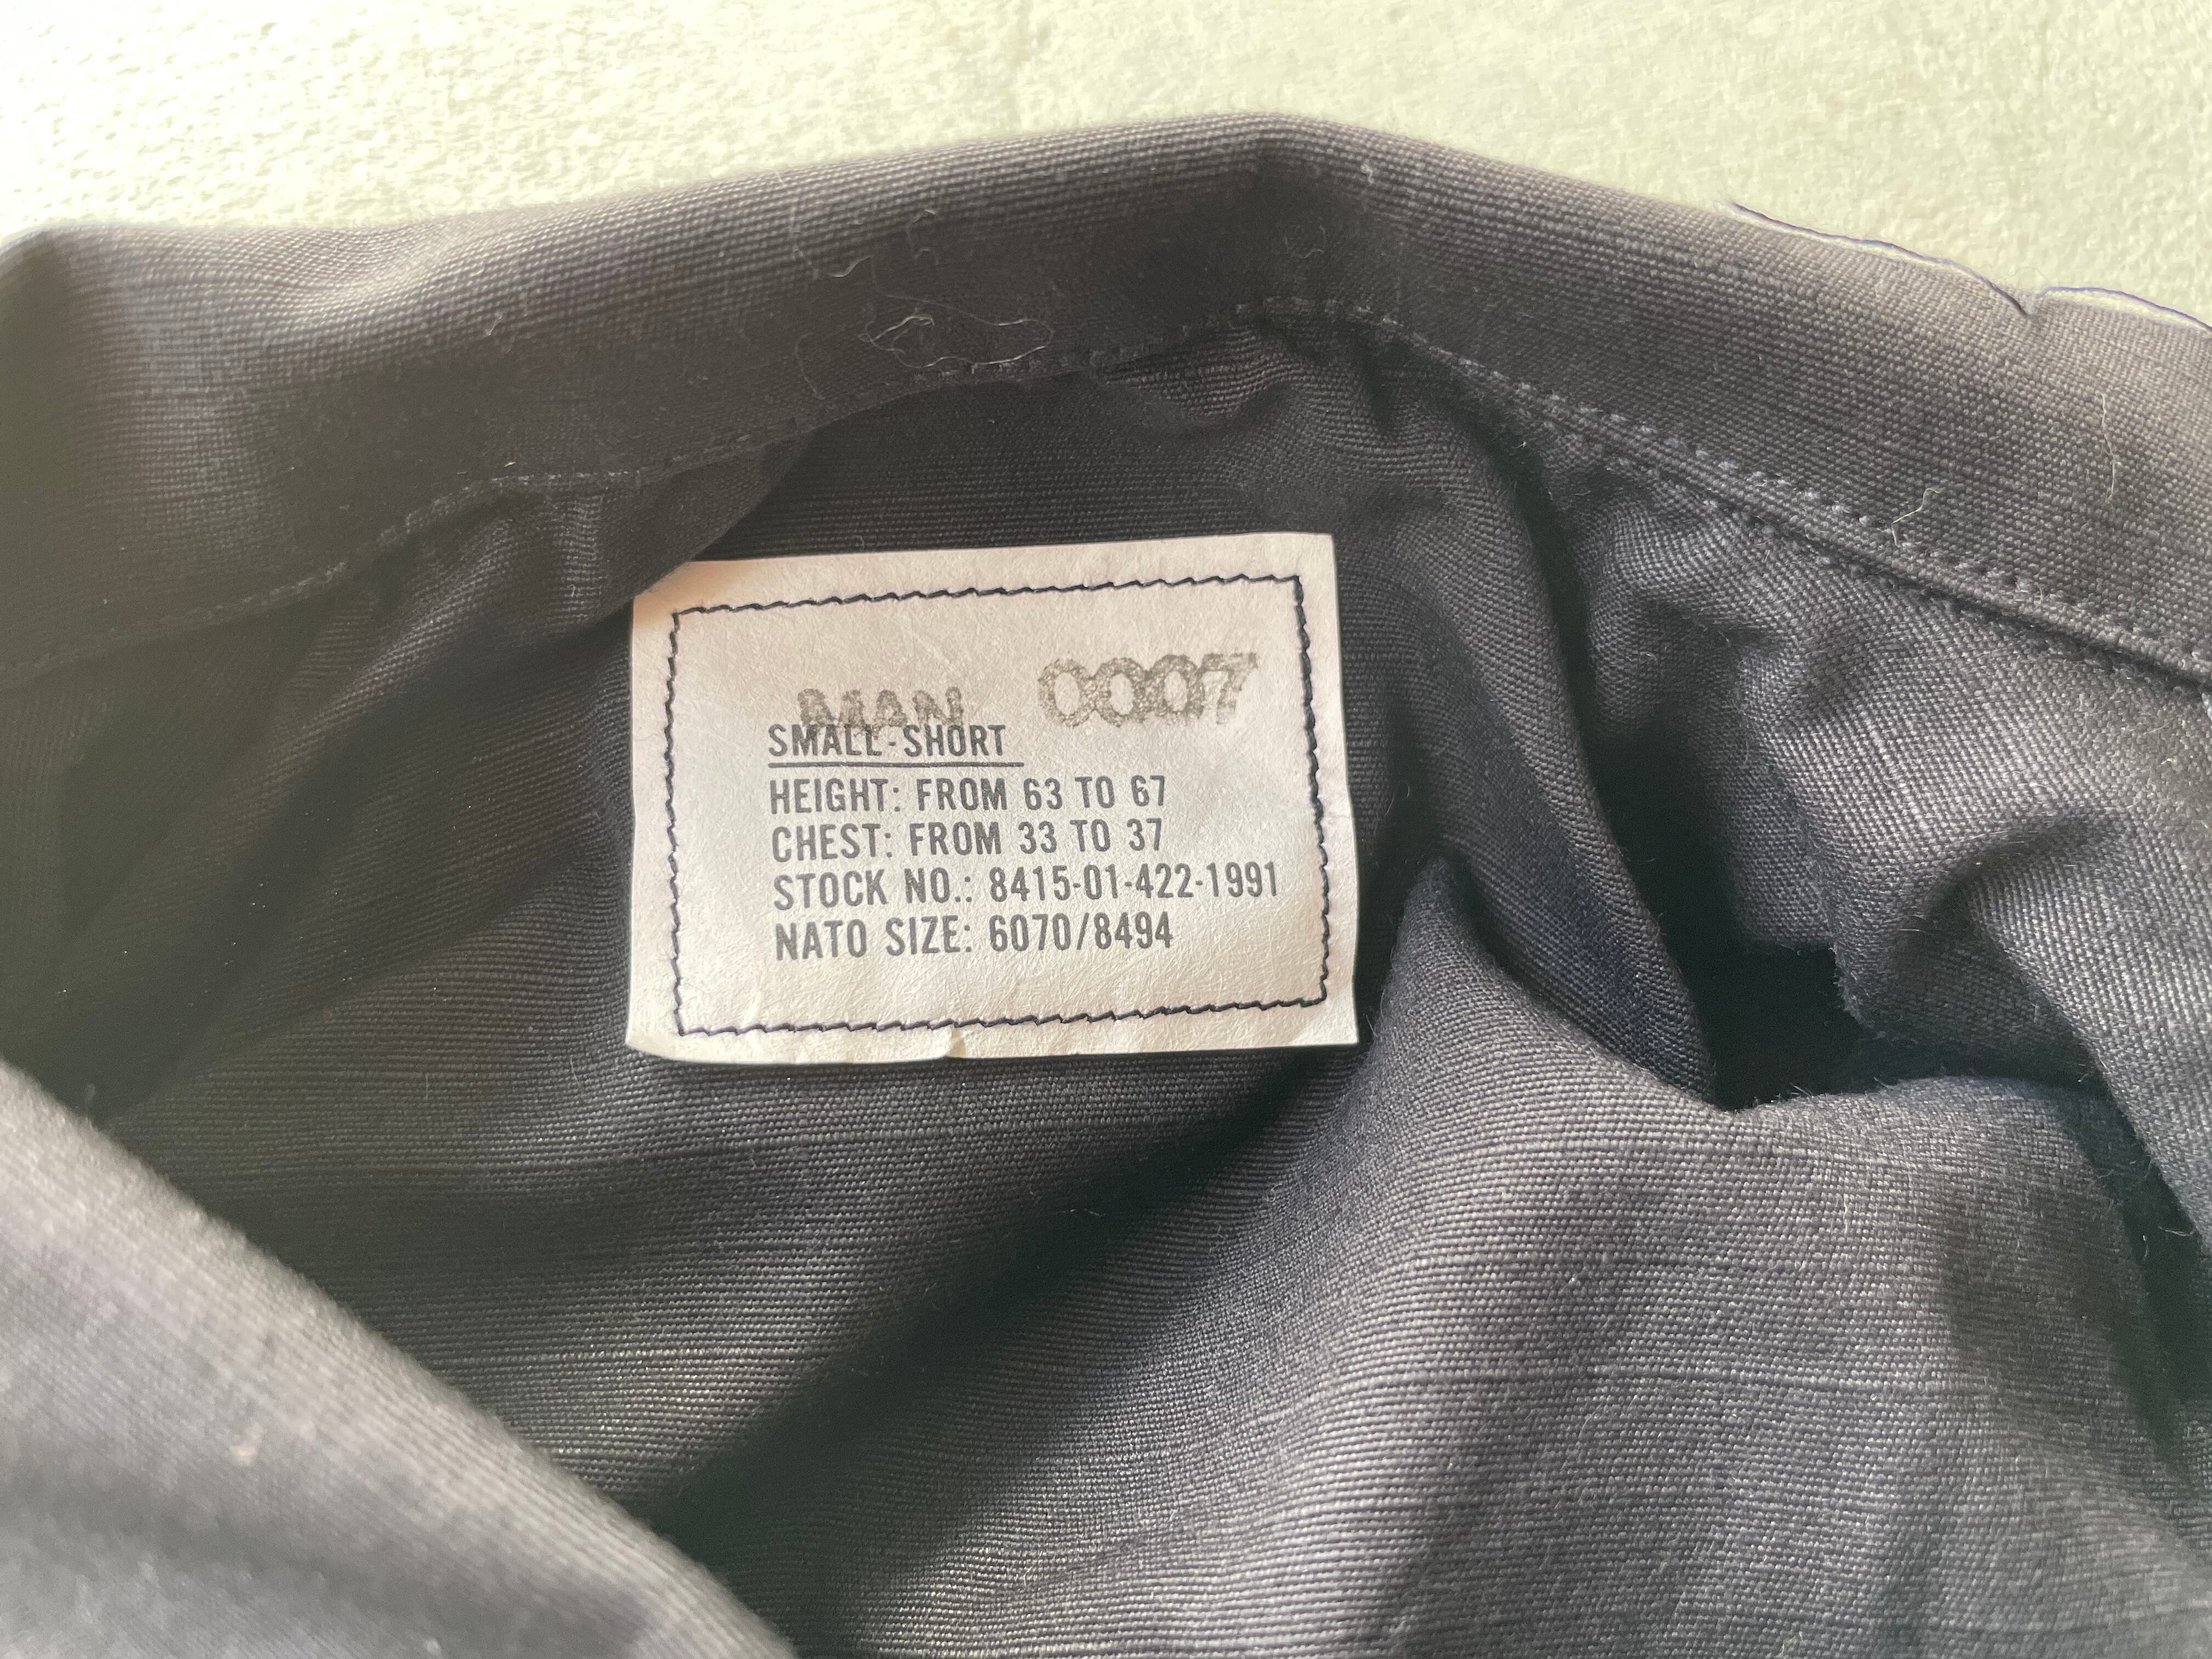 MAN 0007
SMALL-SHORT
HEIGHT: FROM 63 TO 67
CHEST: FROM 33 TO 37
STOCK NO.: 8415-01-422-1991
NATO SIZE: 6070/8494